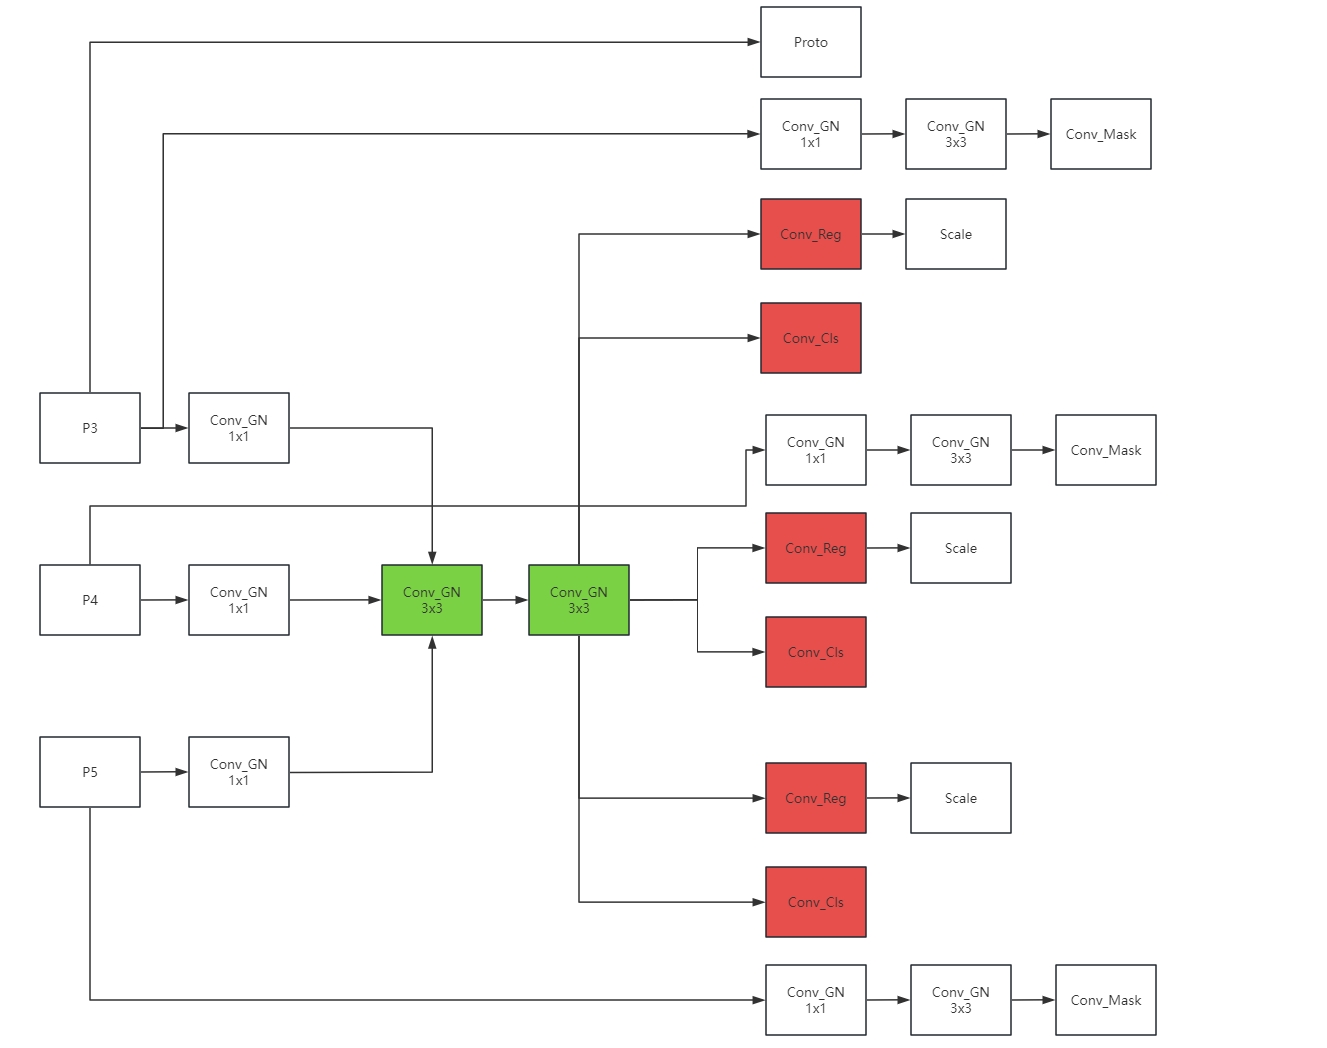 Proto
Conv_GN
1x1
Conv_GN
3x3
Conv_Mask
Conv_Reg
Scale
Conv_Cls
P3
Conv_GN
1x1
Conv_GN
1x1
Conv_GN
3x3
Conv_Mask
Conv_Reg
Scale
P4
Conv_GN
1x1
Conv_GN
3x3
Conv_GN
3x3
Conv_Cls
P5
Conv_GN
1x1
Conv_Reg
Scale
Conv_Cls
Conv_GN
1x1
Conv_GN
3x3
Conv_Mask